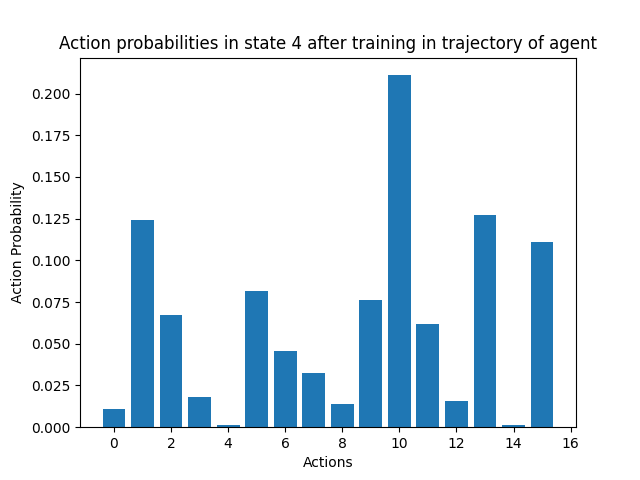 Action probabilities in state 4 after training in trajectory of agent
0.200
0.175
0.150
0.125
0.100
0.075
0.050
0.025
0.000
Action Probability
0 2 4 6 8 10 12 14 16
Actions